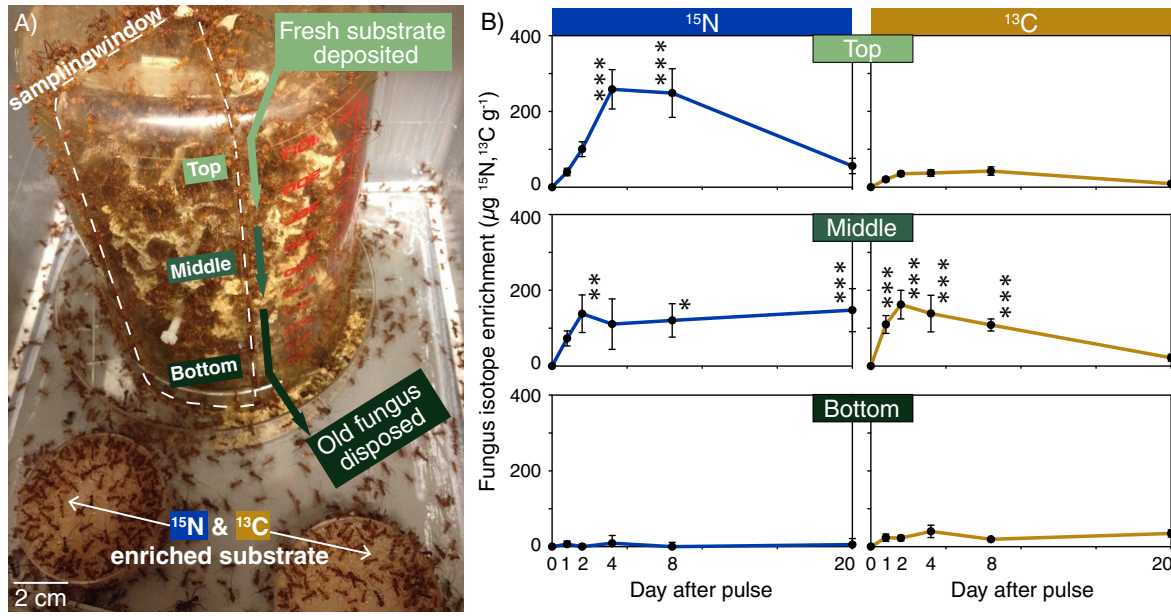 A)
samplingwindow
Fresh substrate
deposited
Top
Middle
Bottom
Old fungus
disposed
¹⁵N & ¹³C
enriched substrate
2 cm
B)
¹⁵N
¹³C
Fungus isotope enrichment (µg ¹⁵N,¹³C g⁻¹)
Top
400
200
0
***
***
Middle
400
200
0
**
*
***
***
***
***
***
Bottom
400
200
0
0 1 2 4 8 20
0 1 2 4 8 20
Day after pulse
Day after pulse